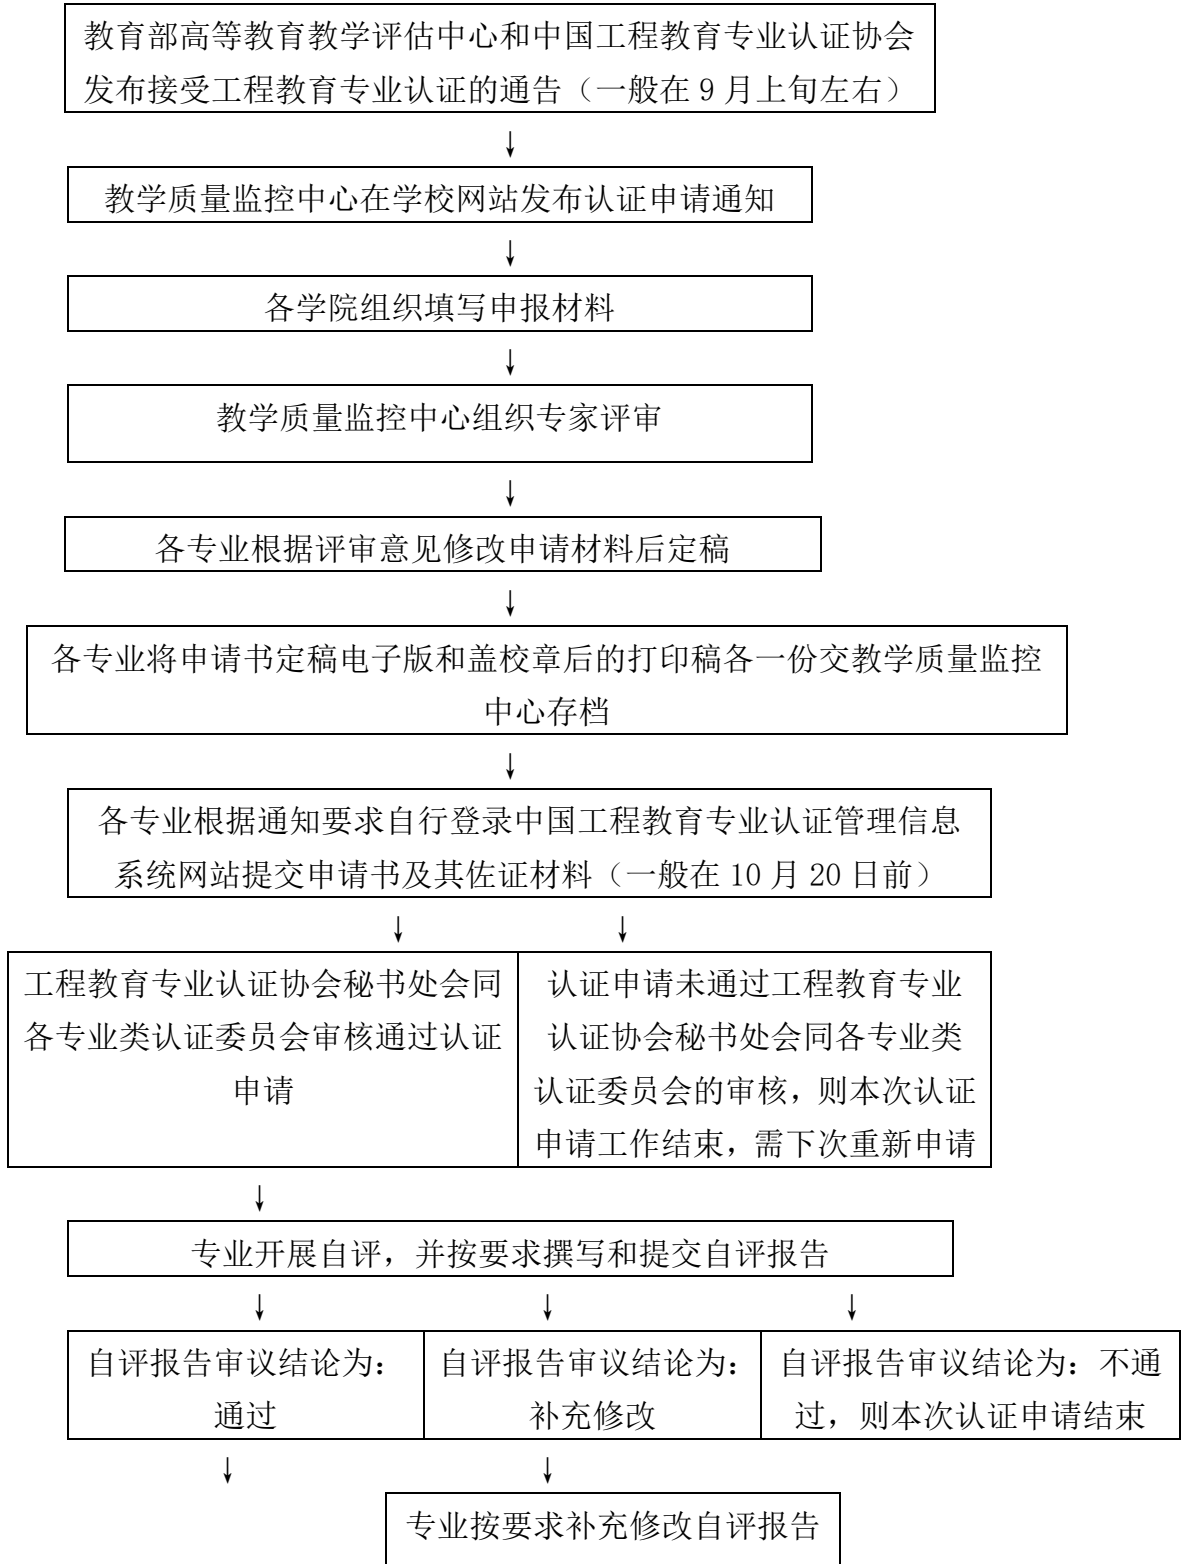 教育部高等教育教学评估中心和中国工程教育专业认证协会
发布接受工程教育专业认证的通告（一般在 9 月上旬左右）
↓
教学质量监控中心在学校网站发布认证申请通知
↓
各学院组织填写申报材料
↓
教学质量监控中心组织专家评审
↓
各专业根据评审意见修改申请材料后定稿
↓
各专业将申请书定稿电子版和盖校章后的打印稿各一份交教学质量监控
中心存档
↓
各专业根据通知要求自行登录中国工程教育专业认证管理信息
系统网站提交申请书及其佐证材料（一般在 10 月 20 日前）
↓ ↓
工程教育专业认证协会秘书处会同
各专业类认证委员会审核通过认证
申请
认证申请未通过工程教育专业
认证协会秘书处会同各专业类
认证委员会的审核，则本次认证
申请工作结束，需下次重新申请
↓
专业开展自评，并按要求撰写和提交自评报告
↓ ↓ ↓
自评报告审议结论为：
通过
自评报告审议结论为：
补充修改
自评报告审议结论为：不通
过，则本次认证申请结束
↓ ↓
专业按要求补充修改自评报告